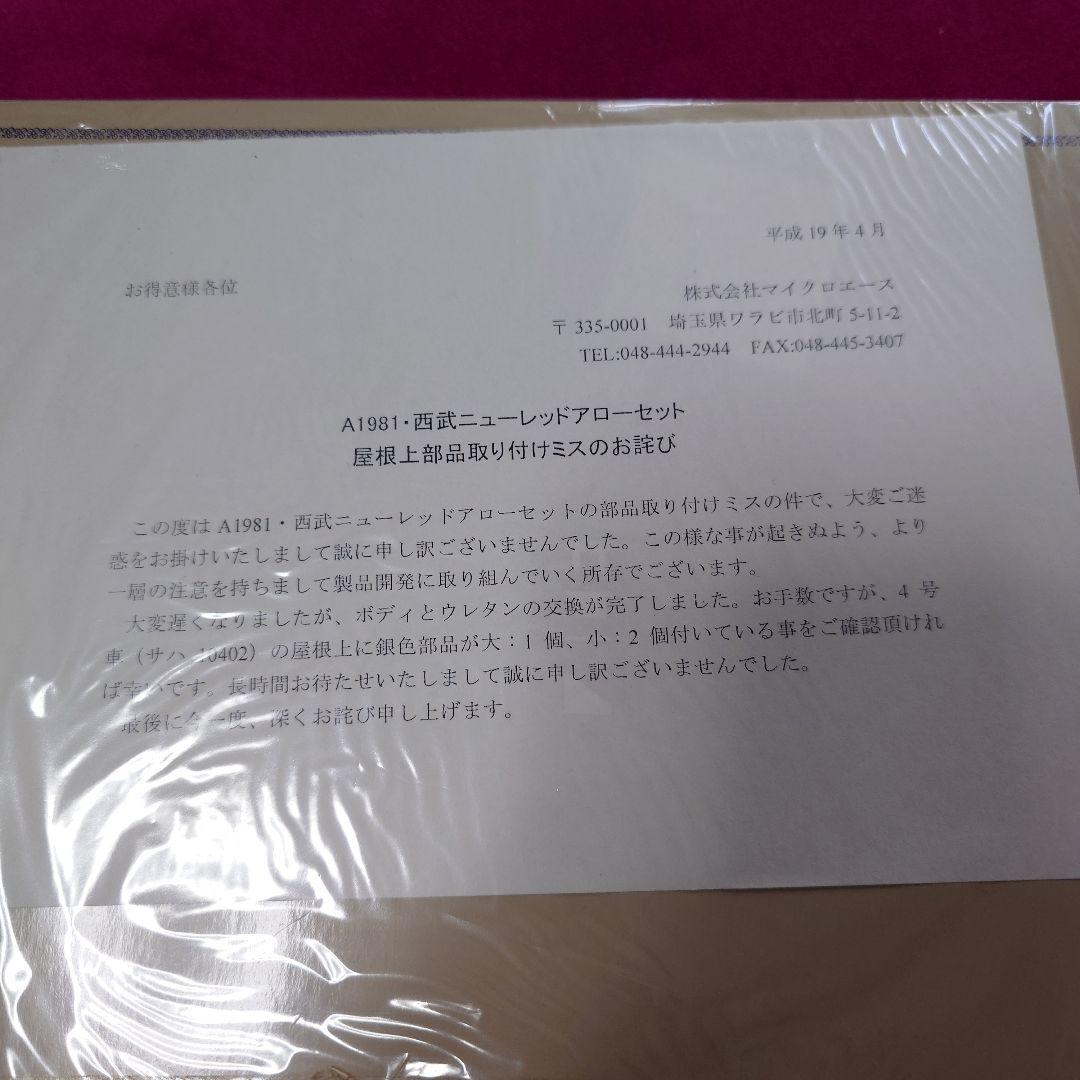 平成 19 年 4 月
お得意様各位
株式会社マイクロエース
〒 335-0001 埼玉県ワラビ市北町 5-11-2
TEL:048-444-2944 FAX:048-445-3407
A1981・西武ニューレッドアローセット
屋根上部品取り付けミスのお詫び
この度は A1981・西武ニューレッドアローセットの部品取り付けミスの件で、大変ご迷
惑をお掛けいたしまして誠に申し訳ございませんでした。この様な事が起きぬよう、より
一層の注意を持ちまして製品開発に取り組んでいく所存でございます。
大変遅くなりましたが、ボディとウレタンの交換が完了しました。お手数ですが、4 号
車（サハ 10402）の屋根上に銀色部品が大：1 個、小：2 個付いている事をご確認頂けれ
ば幸いです。長時間お待たせいたしまして誠に申し訳ございませんでした。
最後に今一度、深くお詫び申し上げます。